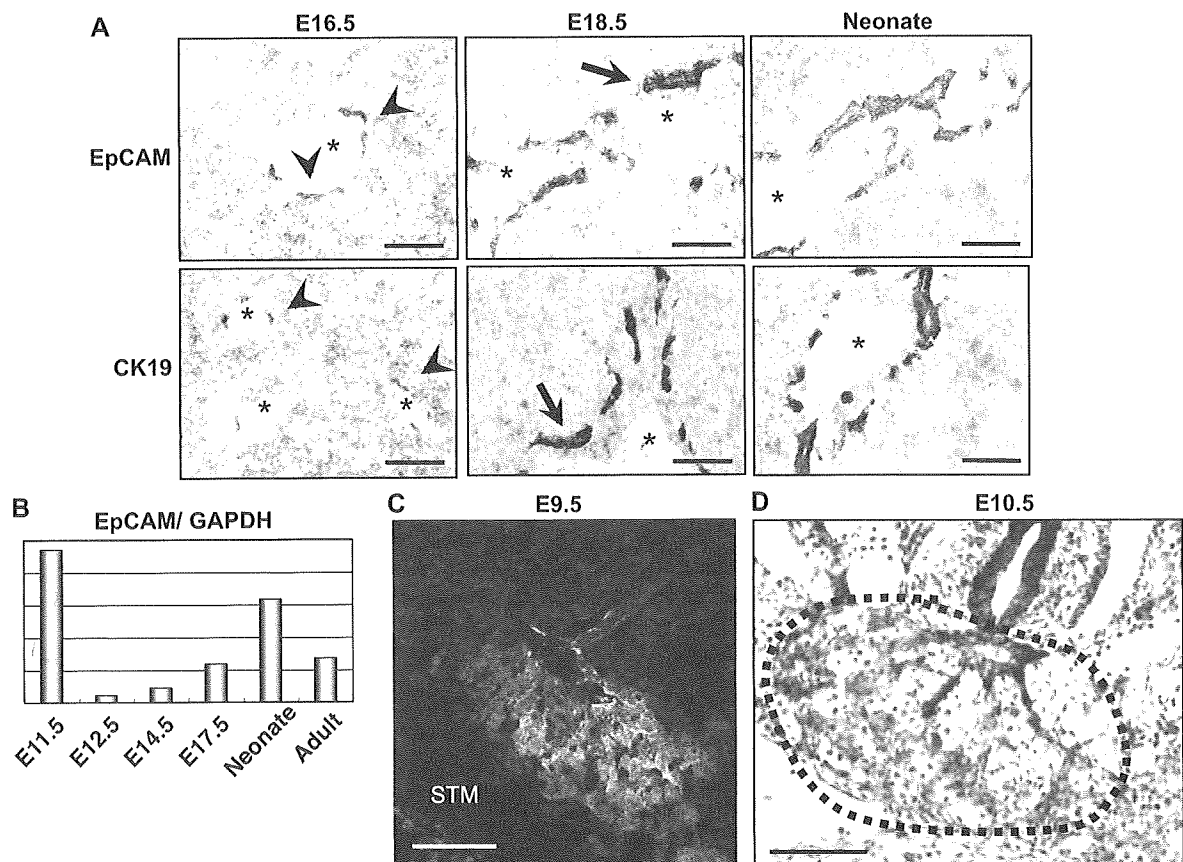 A
E16.5 E18.5 Neonate
EpCAM
* * * *
CK19
* * * * *
B
EpCAM/ GAPDH
E11.5 E12.5 E14.5 E17.5 Neonate Adult
C E9.5
STM
D E10.5